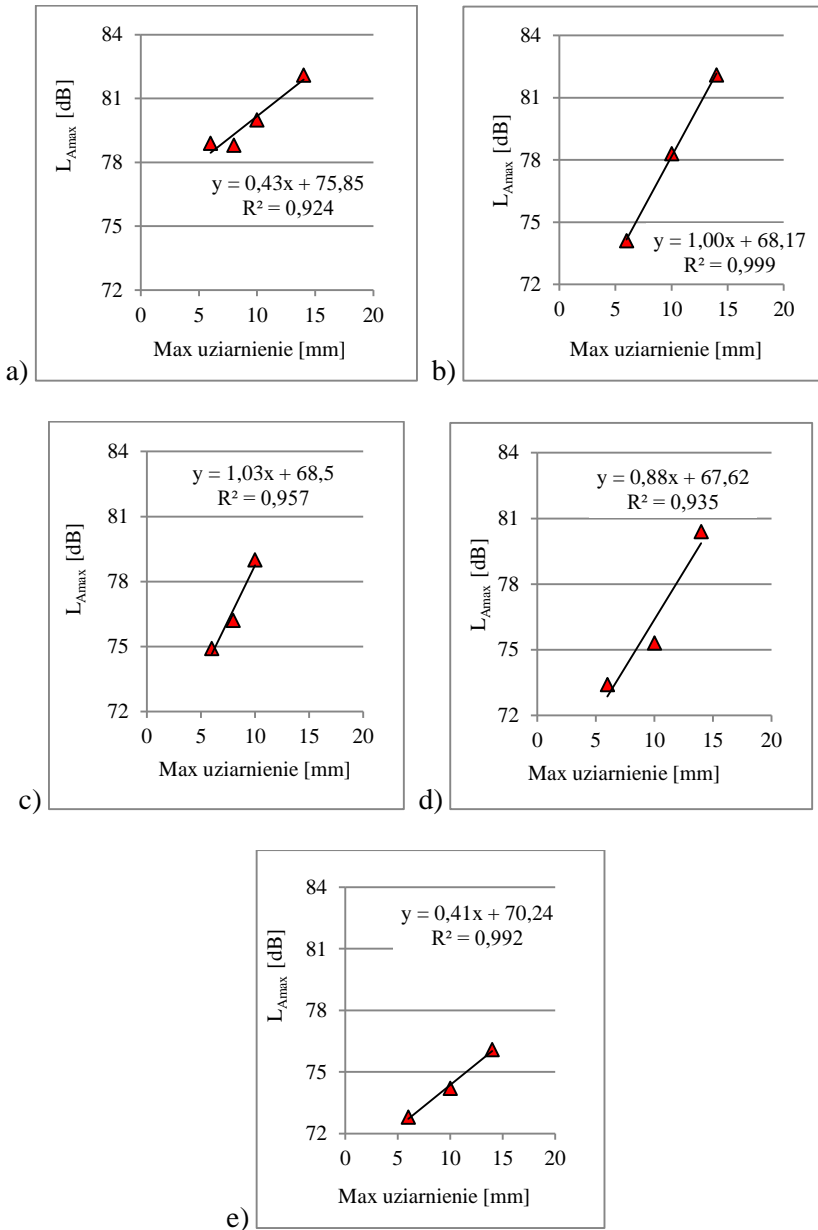 84
81
78
75
72
L_Amax [dB]
y = 0,43x + 75,85
R² = 0,924
0 5 10 15 20
Max uziarnienie [mm]
a)
84
81
78
75
72
L_Amax [dB]
y = 1,00x + 68,17
R² = 0,999
0 5 10 15 20
Max uziarnienie [mm]
b)
84
81
78
75
72
L_Amax [dB]
y = 1,03x + 68,5
R² = 0,957
0 5 10 15 20
Max uziarnienie [mm]
c)
84
81
78
75
72
L_Amax [dB]
y = 0,88x + 67,62
R² = 0,935
0 5 10 15 20
Max uziarnienie [mm]
d)
84
81
78
75
72
L_Amax [dB]
y = 0,41x + 70,24
R² = 0,992
0 5 10 15 20
Max uziarnienie [mm]
e)